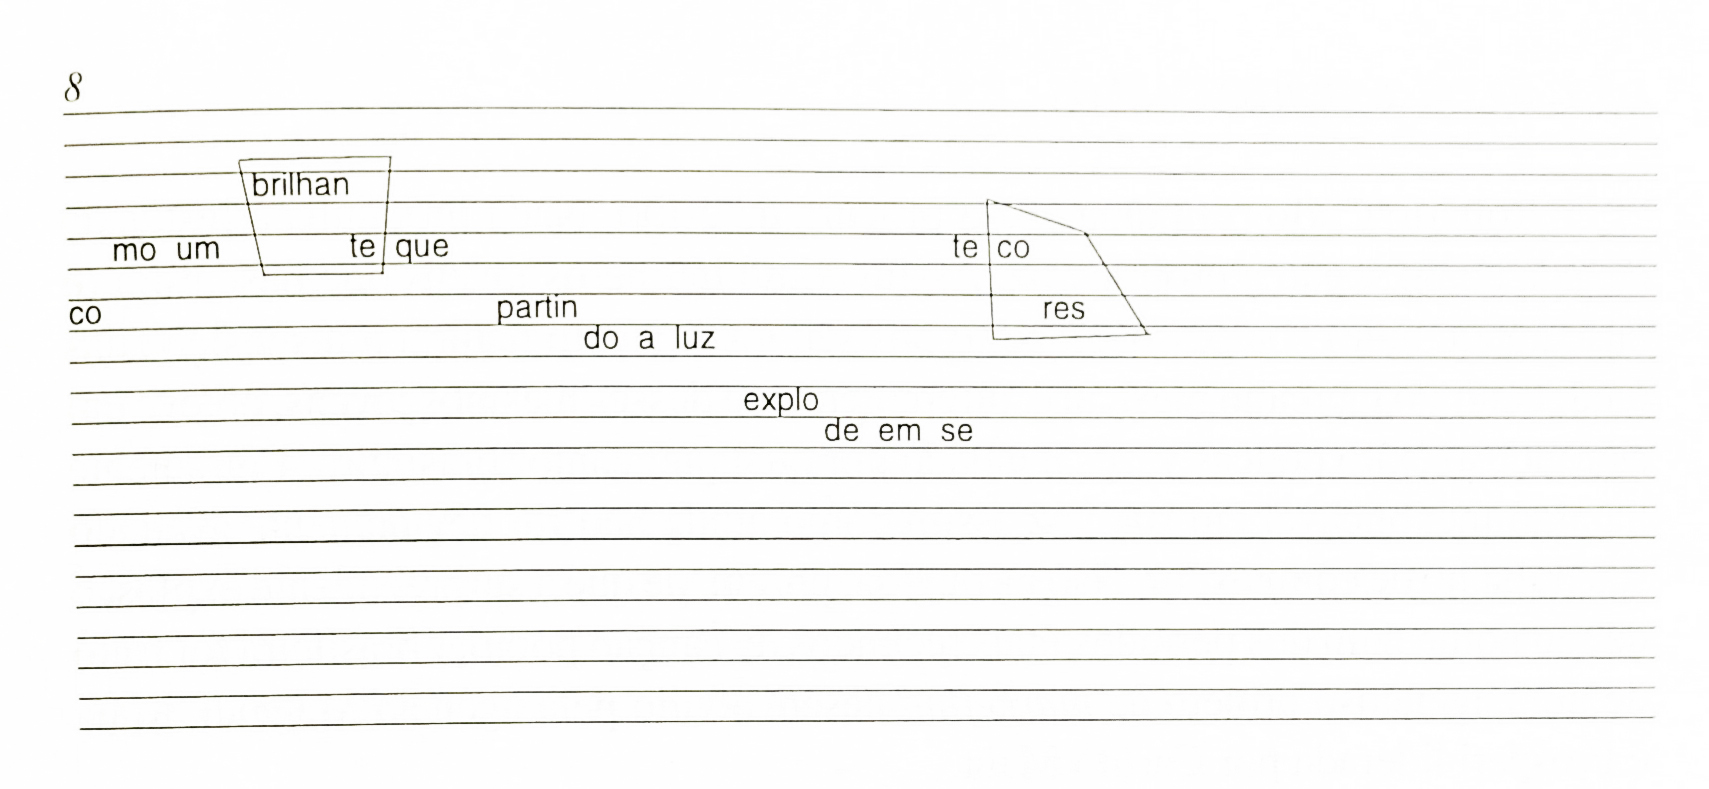 8
brilhan
mo um te que te co
co partin res
do a luz
explo
de em se